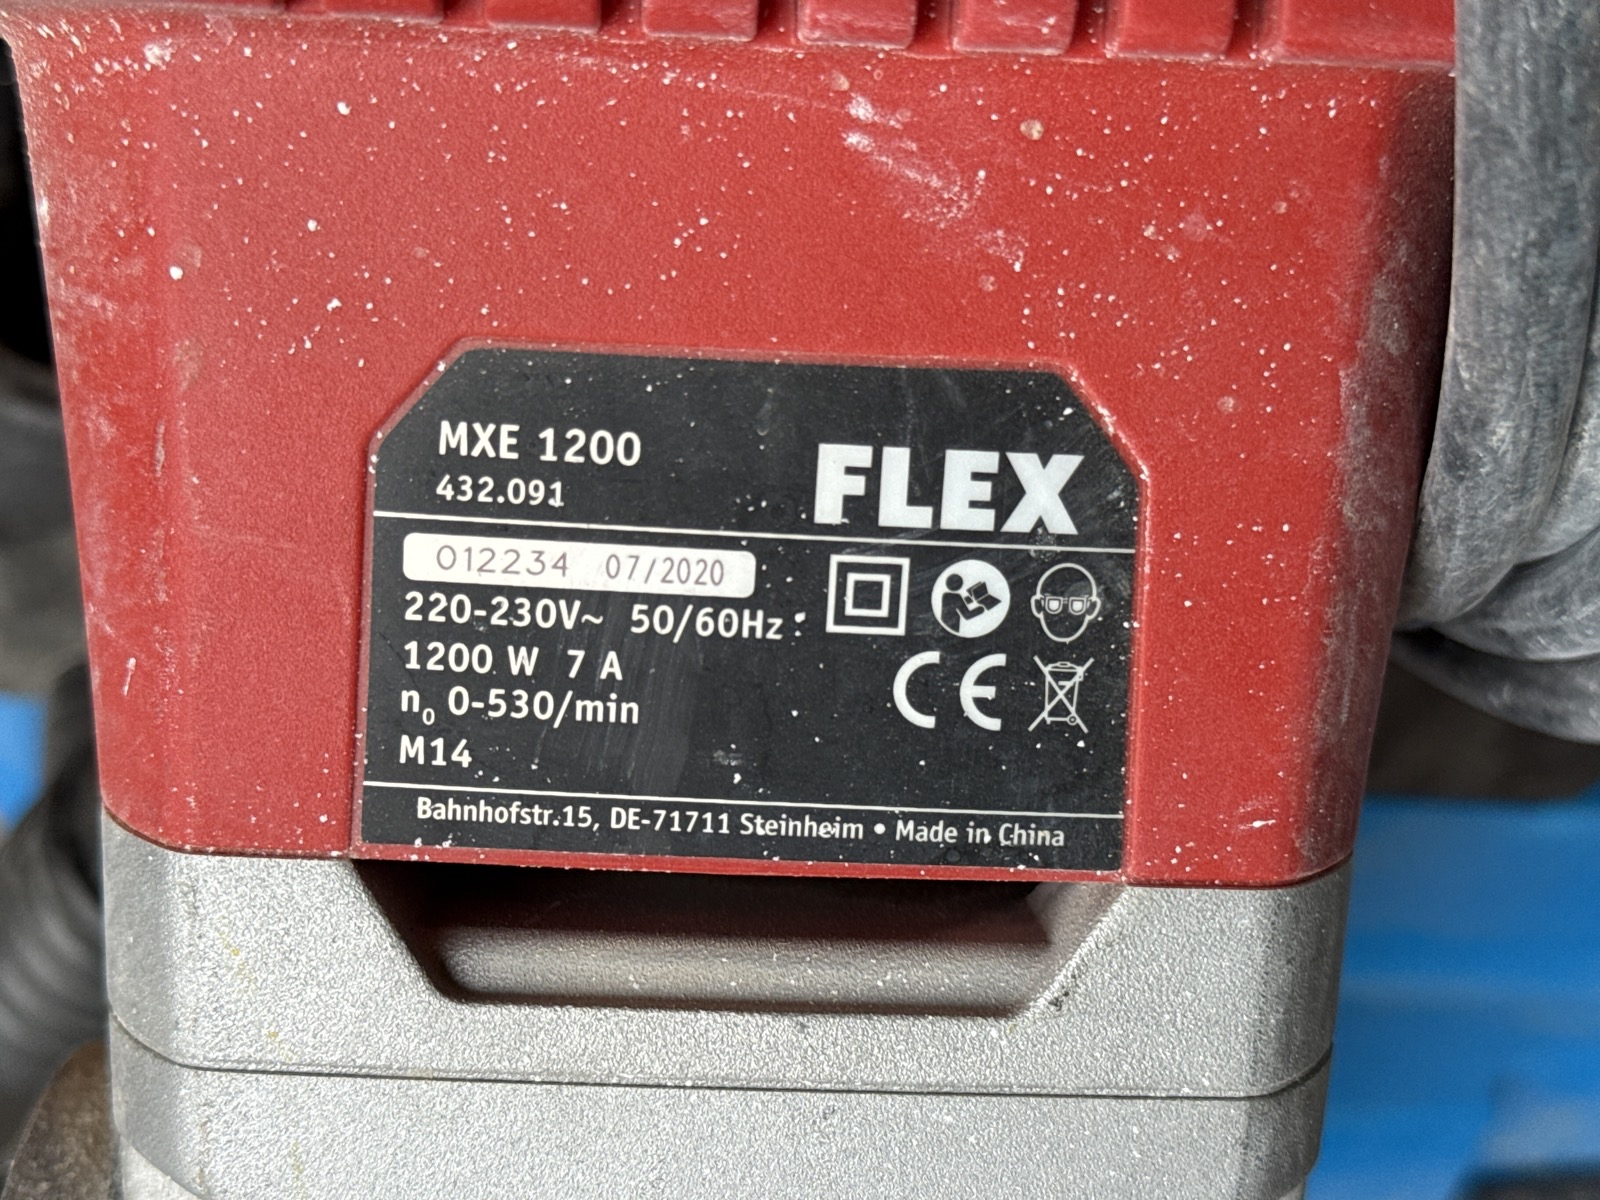 MXE 1200
432.091
FLEX
012234 07/2020
220-230V~ 50/60Hz
1200 W 7 A
n₀ 0-530/min
M14
CE
Bahnhofstr.15, DE-71711 Steinheim • Made in China